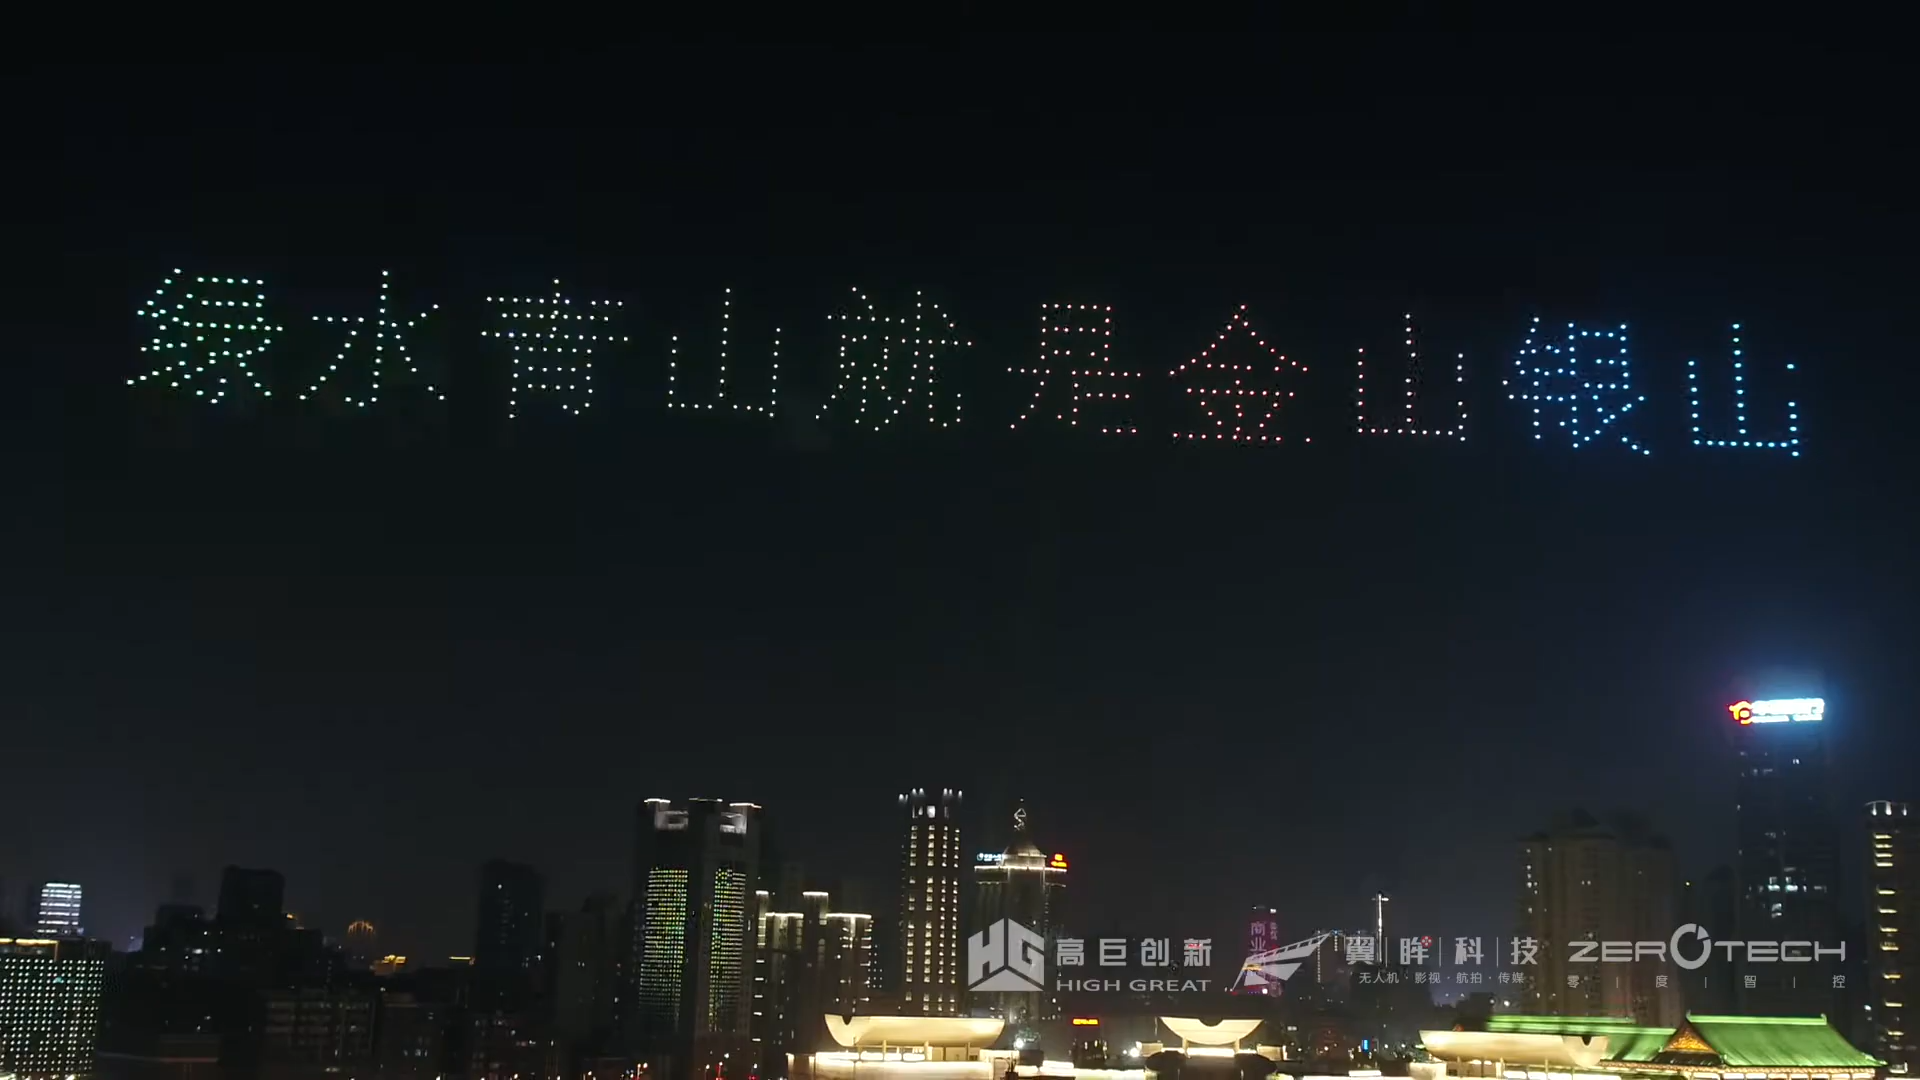 绿水青山就是金山银山
高巨创新
HIGH GREAT
翼眸科技
无人机·影视·航拍·传媒
ZEROTECH
零度智控